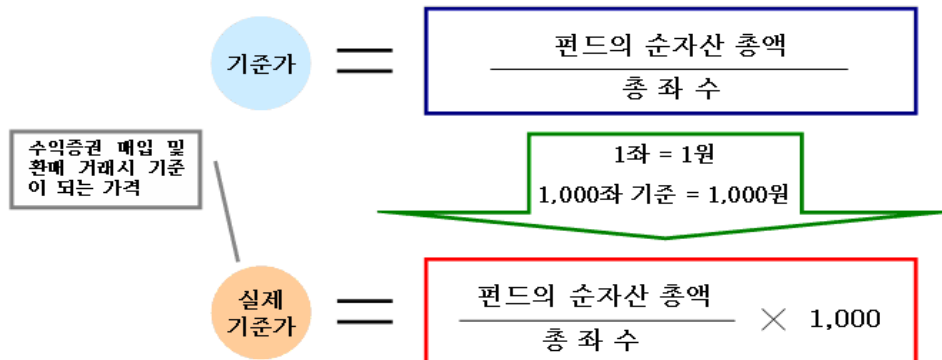 기준가
펀드의 순자산 총액
총 좌 수
수익증권 매입 및
환매 거래시 기준
이 되는 가격
1좌 = 1원
1,000좌 기준 = 1,000원
실제
기준가
펀드의 순자산 총액
총 좌 수
× 1,000